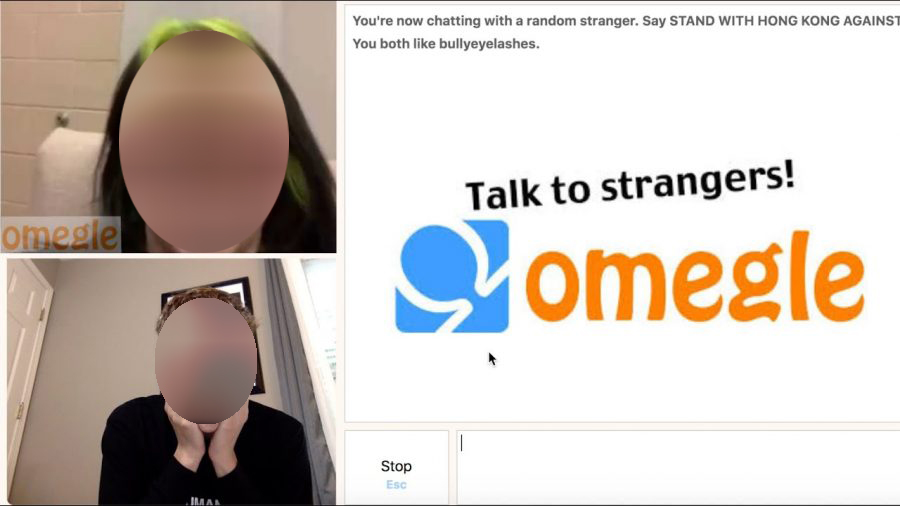 You're now chatting with a random stranger. Say STAND WITH HONG KONG AGAINST
You both like bullyeyelashes.
Talk to strangers!
omegle
omegle
Stop
Esc